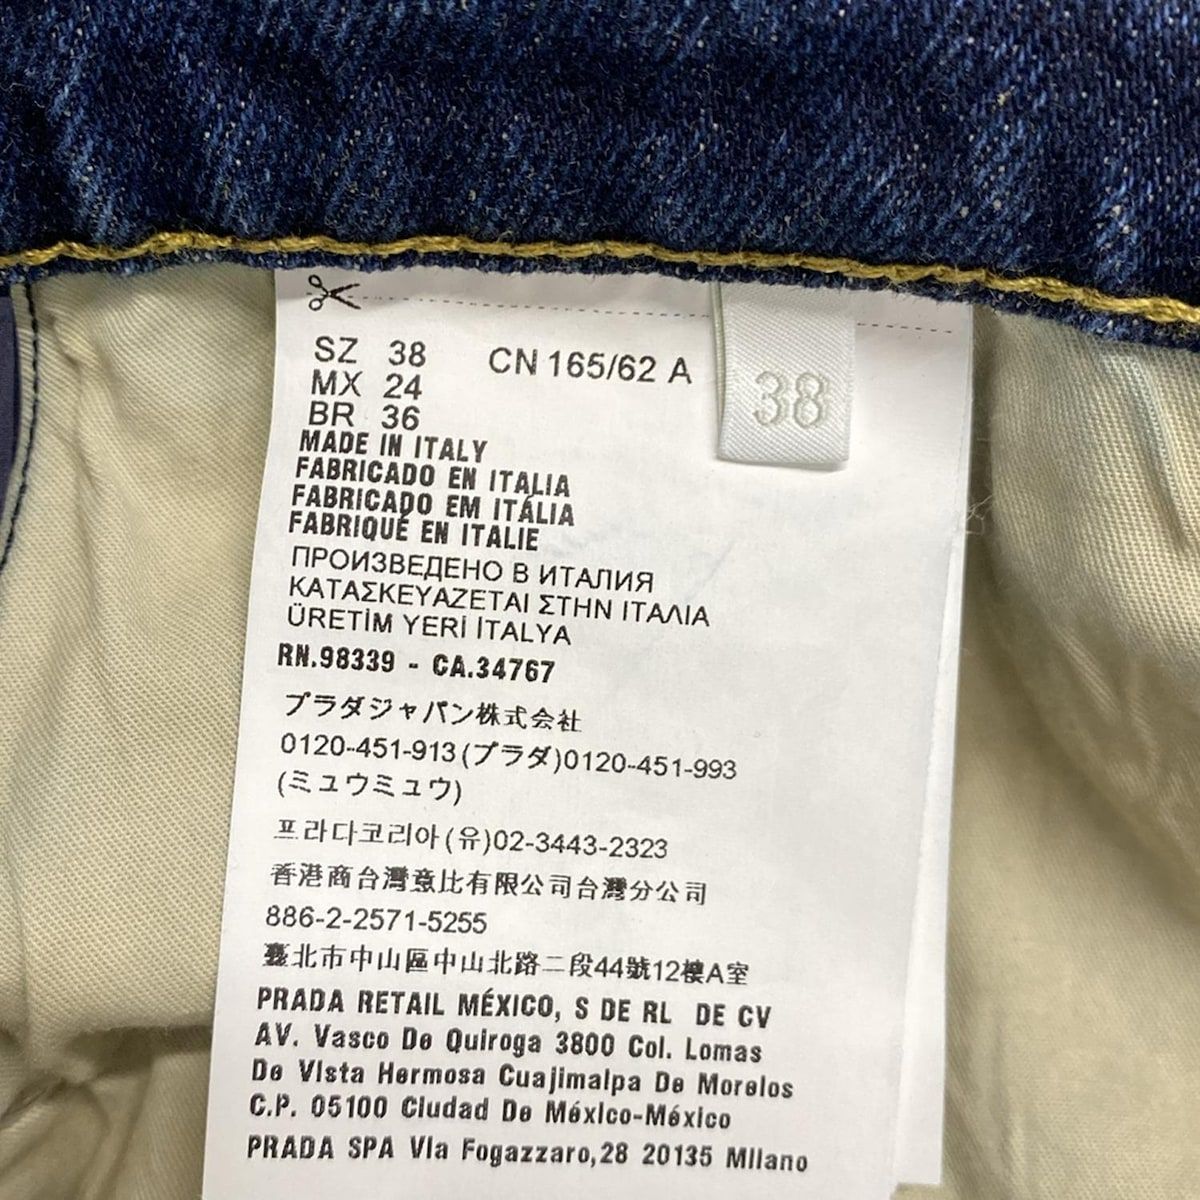 SZ 38 CN 165/62 A
38
MX 24
BR 36
MADE IN ITALY
FABRICADO EN ITALIA
FABRICADO EM ITÁLIA
FABRIQUÉ EN ITALIE
ПРОИЗВЕДЕНО В ИТАЛИЯ
ΚΑΤΑΣΚΕΥΑΖΕΤΑΙ ΣΤΗΝ ΙΤΑΛΙΑ
ÜRETİM YERİ İTALYA
RN.98339 - CA.34767
プラダジャパン株式会社
0120-451-913(プラダ)0120-451-993
(ミュウミュウ)
프라다코리아(유)02-3443-2323
香港商台灣意比有限公司台灣分公司
886-2-2571-5255
臺北市中山區中山北路二段44號12樓A室
PRADA RETAIL MÉXICO, S DE RL DE CV
AV. Vasco De Quiroga 3800 Col. Lomas
De Vista Hermosa Cuajimalpa De Morelos
C.P. 05100 Ciudad De México-México
PRADA SPA Via Fogazzaro,28 20135 Milano